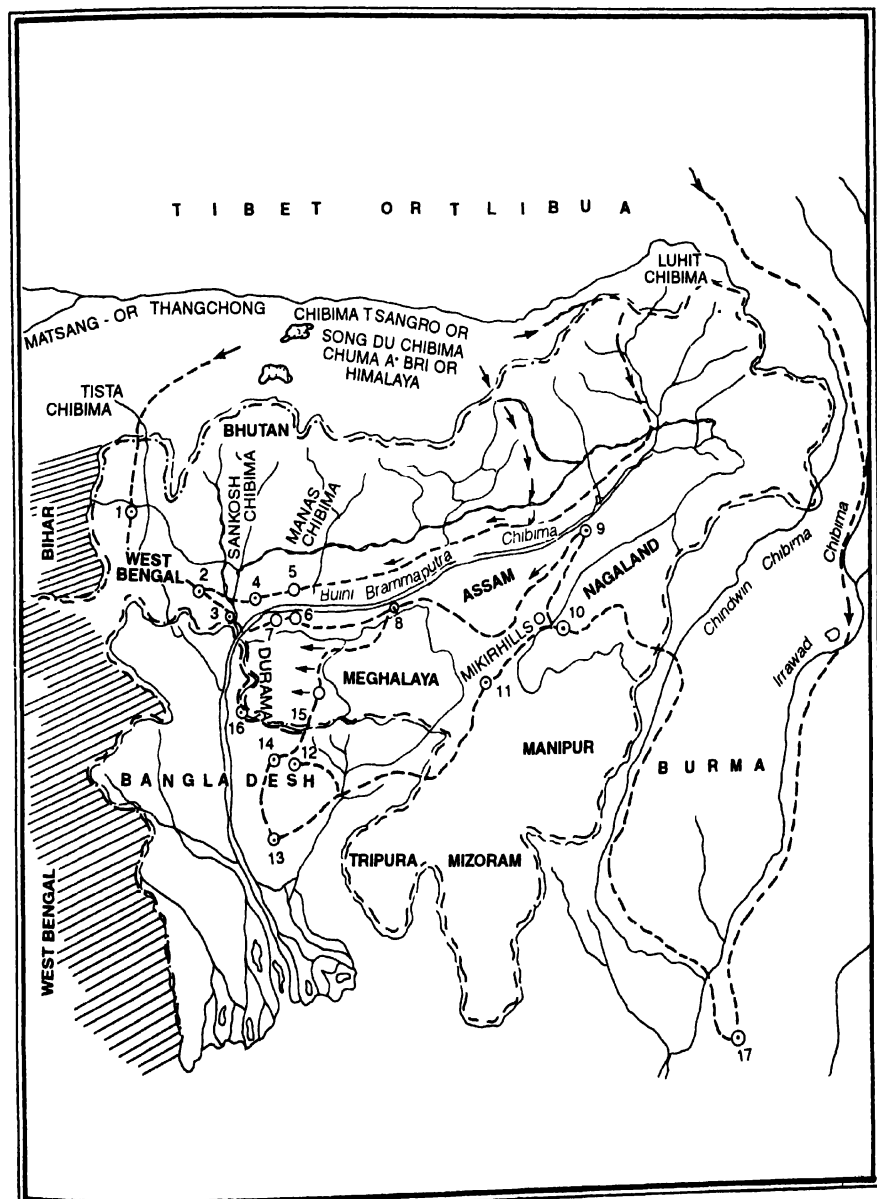 TIBET ORTLIBUA
LUHIT
CHIBIMA
MATSANG - OR THANGCHONG
CHIBIMA TSANGRO OR
SONG DU CHIBIMA
CHUMA A' BRI OR
HIMALAYA
TISTA
CHIBIMA
BHUTAN
BIHAR
1
SANKOSH
CHIBIMA
MANAS
CHIBIMA
Chibima
9
Chindwin Chibima
Chibima
WEST
BENGAL
2
4
5
Buini Brammaputra
ASSAM
NAGALAND
3
7
6
8
MIKIRHILLS
10
Irrawad
DURAMA
MEGHALAYA
11
15
16
14
12
MANIPUR
BANGLADESH
BURMA
13
TRIPURA
MIZORAM
WEST BENGAL
17